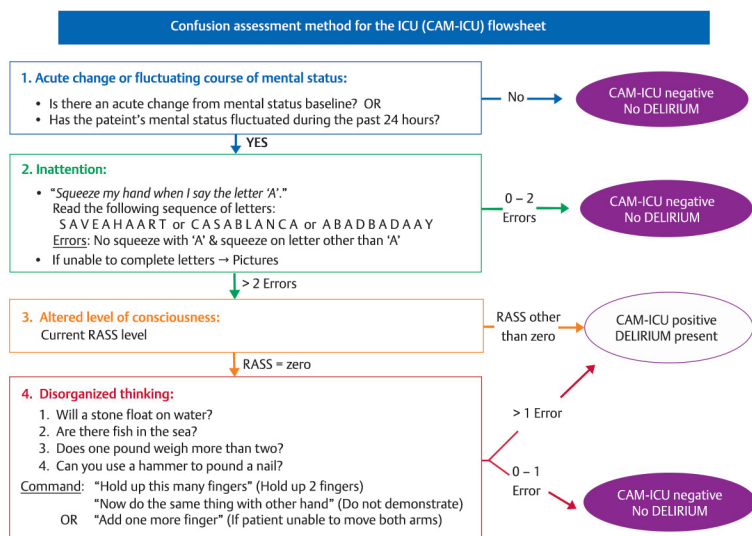 Confusion assessment method for the ICU (CAM-ICU) flowsheet
1. Acute change or fluctuating course of mental status:
• Is there an acute change from mental status baseline?  OR
• Has the pateint's mental status fluctuated during the past 24 hours?
No
CAM-ICU negative
No DELIRIUM
YES
2. Inattention:
• "Squeeze my hand when I say the letter 'A'."
Read the following sequence of letters:
S A V E A H A A R T or C A S A B L A N C A or A B A D B A D A A Y
Errors: No squeeze with 'A' & squeeze on letter other than 'A'
• If unable to complete letters → Pictures
0 – 2
Errors
CAM-ICU negative
No DELIRIUM
> 2 Errors
3. Altered level of consciousness:
Current RASS level
RASS other
than zero
CAM-ICU positive
DELIRIUM present
RASS = zero
4. Disorganized thinking:
1. Will a stone float on water?
2. Are there fish in the sea?
3. Does one pound weigh more than two?
4. Can you use a hammer to pound a nail?
Command: "Hold up this many fingers" (Hold up 2 fingers)
"Now do the same thing with other hand" (Do not demonstrate)
OR "Add one more finger" (If patient unable to move both arms)
> 1 Error
0 – 1
Error
CAM-ICU negative
No DELIRIUM